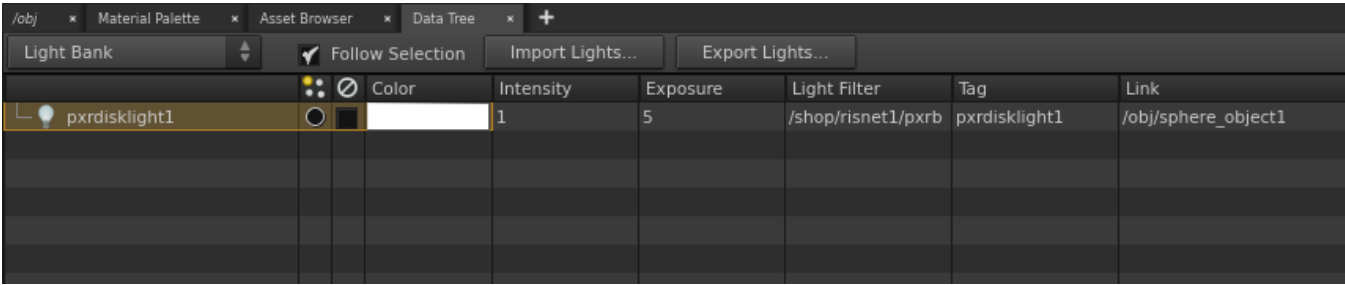 /obj × Material Palette × Asset Browser × Data Tree × +
Light Bank Follow Selection Import Lights... Export Lights...
Color Intensity Exposure Light Filter Tag Link
pxrdisklight1 1 5 /shop/risnet1/pxrb pxrdisklight1 /obj/sphere_object1